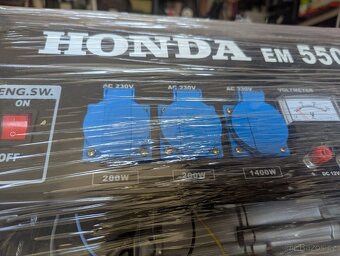 HONDA EM 550
ENG.SW.
ON
OFF
AC 230V AC 230V AC 230V VOLTMETER
V
200W 200W 1400W
DC 12V